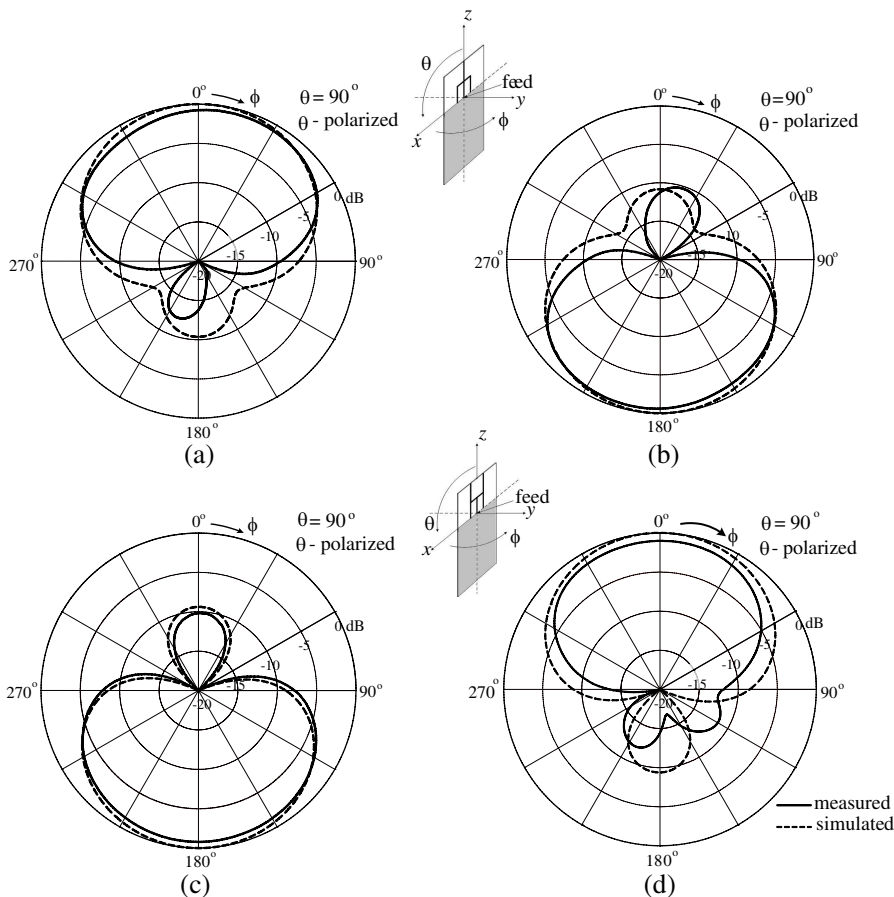 z
θ
feed
y
x
ϕ
0° ϕ
θ = 90°
θ - polarized
0 dB
-5
-10
-15
-20
270°
90°
180°
(a)
0° ϕ
θ = 90°
θ - polarized
0 dB
-5
-10
-15
-20
270°
90°
180°
(b)
z
θ
feed
y
x
ϕ
0° ϕ
θ = 90°
θ - polarized
0 dB
-5
-10
-15
-20
270°
90°
180°
(c)
0° ϕ
θ = 90°
θ - polarized
0 dB
-5
-10
-15
-20
270°
90°
180°
(d)
measured
simulated